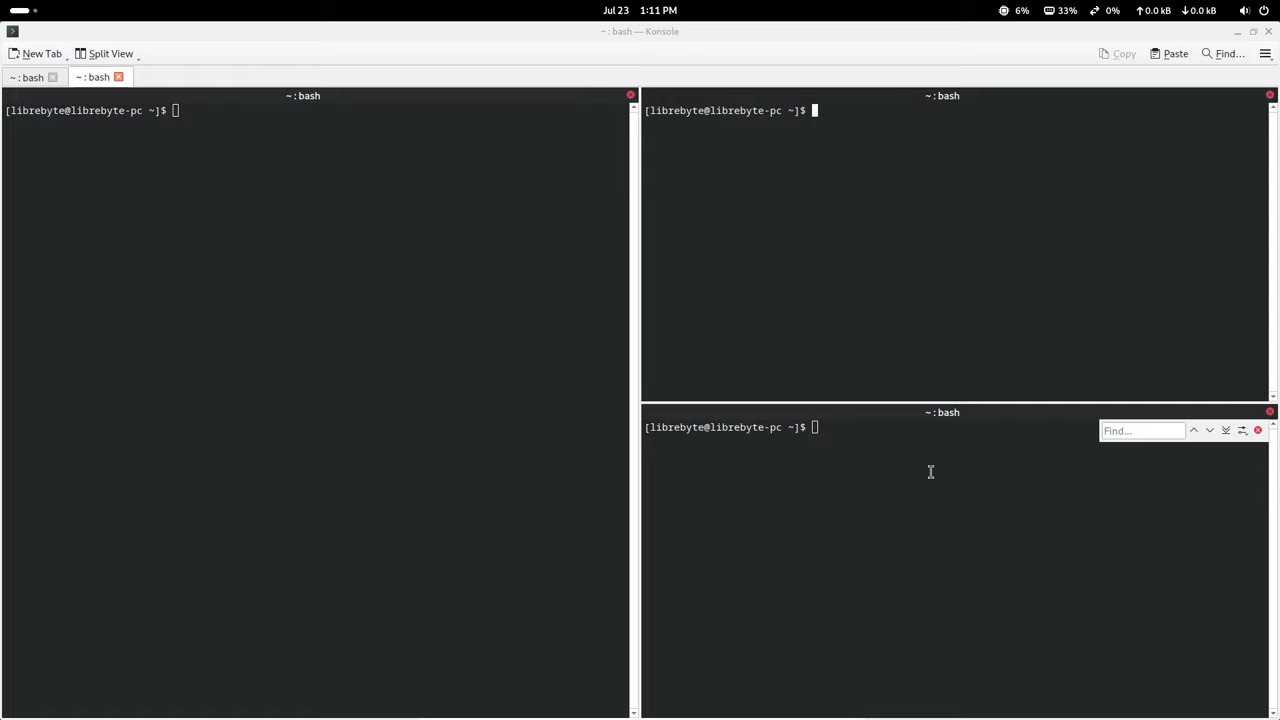 Jul 23 1:11 PM
6% 33% 0% ↑0.0 kB ↓0.0 kB
~ : bash — Konsole
New Tab Split View Copy Paste Find...
~ : bash ~ : bash
~ : bash
[librebyte@librebyte-pc ~]$
~ : bash
[librebyte@librebyte-pc ~]$
~ : bash
[librebyte@librebyte-pc ~]$
Find...